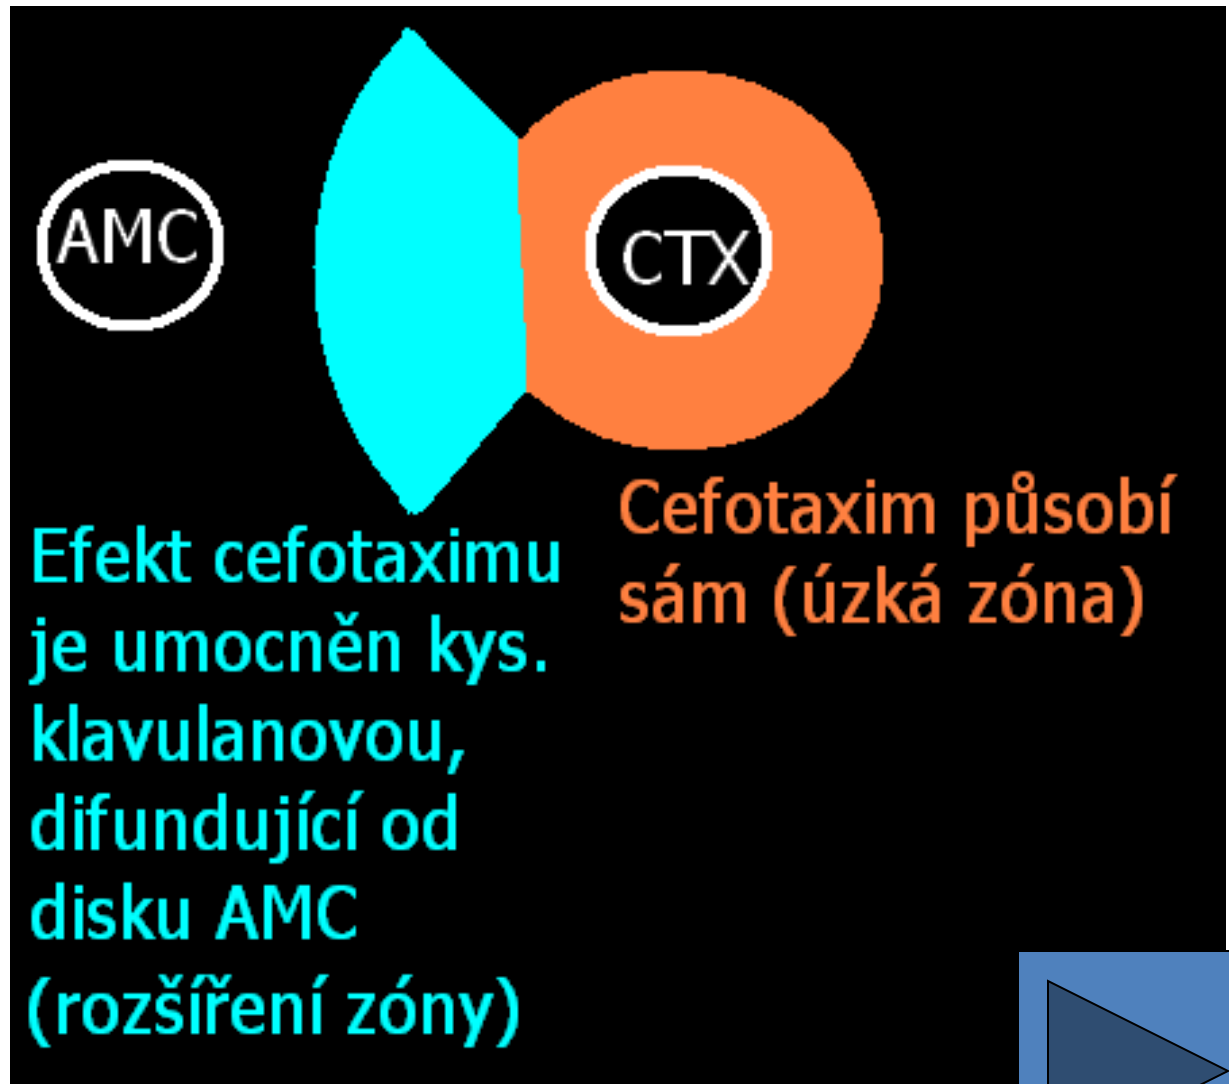 AMC
CTX
Cefotaxim působí
sám (úzká zóna)
Efekt cefotaximu
je umocněn kys.
klavulanovou,
difundující od
disku AMC
(rozšíření zóny)